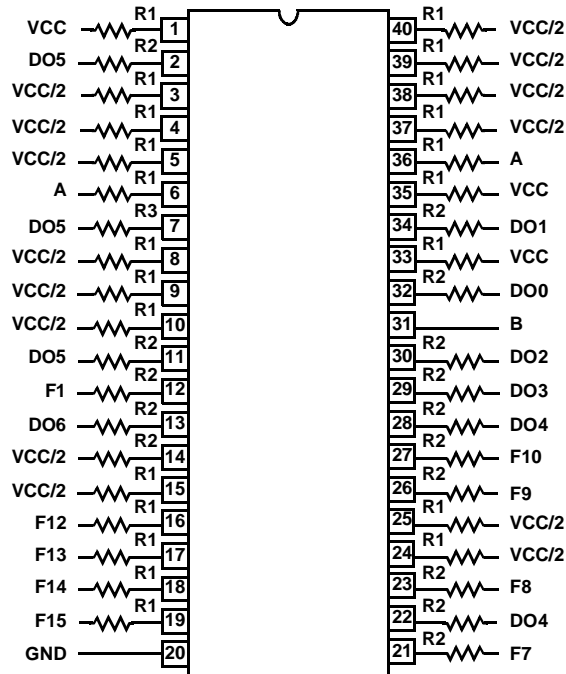 VCC R1 1 40 R1 VCC/2
DO5 R2 2 39 R1 VCC/2
VCC/2 R1 3 38 R1 VCC/2
VCC/2 R1 4 37 R1 VCC/2
VCC/2 R1 5 36 R1 A
A R1 6 35 R1 VCC
DO5 R3 7 34 R2 DO1
VCC/2 R1 8 33 R1 VCC
VCC/2 R1 9 32 R2 DO0
VCC/2 R1 10 31 B
DO5 R2 11 30 R2 DO2
F1 R2 12 29 R2 DO3
DO6 R2 13 28 R2 DO4
VCC/2 R2 14 27 R2 F10
VCC/2 R1 15 26 R2 F9
F12 R1 16 25 R1 VCC/2
F13 R1 17 24 R1 VCC/2
F14 R1 18 23 R2 F8
F15 R1 19 22 R2 DO4
GND 20 21 R2 F7